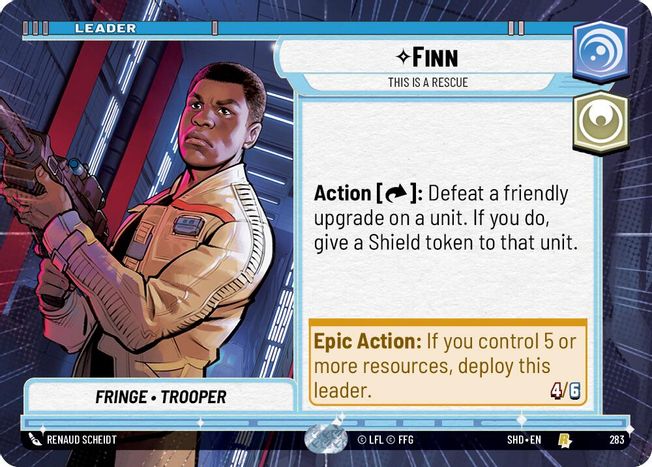 LEADER
✧FINN
THIS IS A RESCUE
Action [↷]: Defeat a friendly
upgrade on a unit. If you do,
give a Shield token to that unit.
Epic Action: If you control 5 or
more resources, deploy this
leader.
4/6
FRINGE • TROOPER
RENAUD SCHEIDT
© LFL © FFG
SHD•EN
R
283